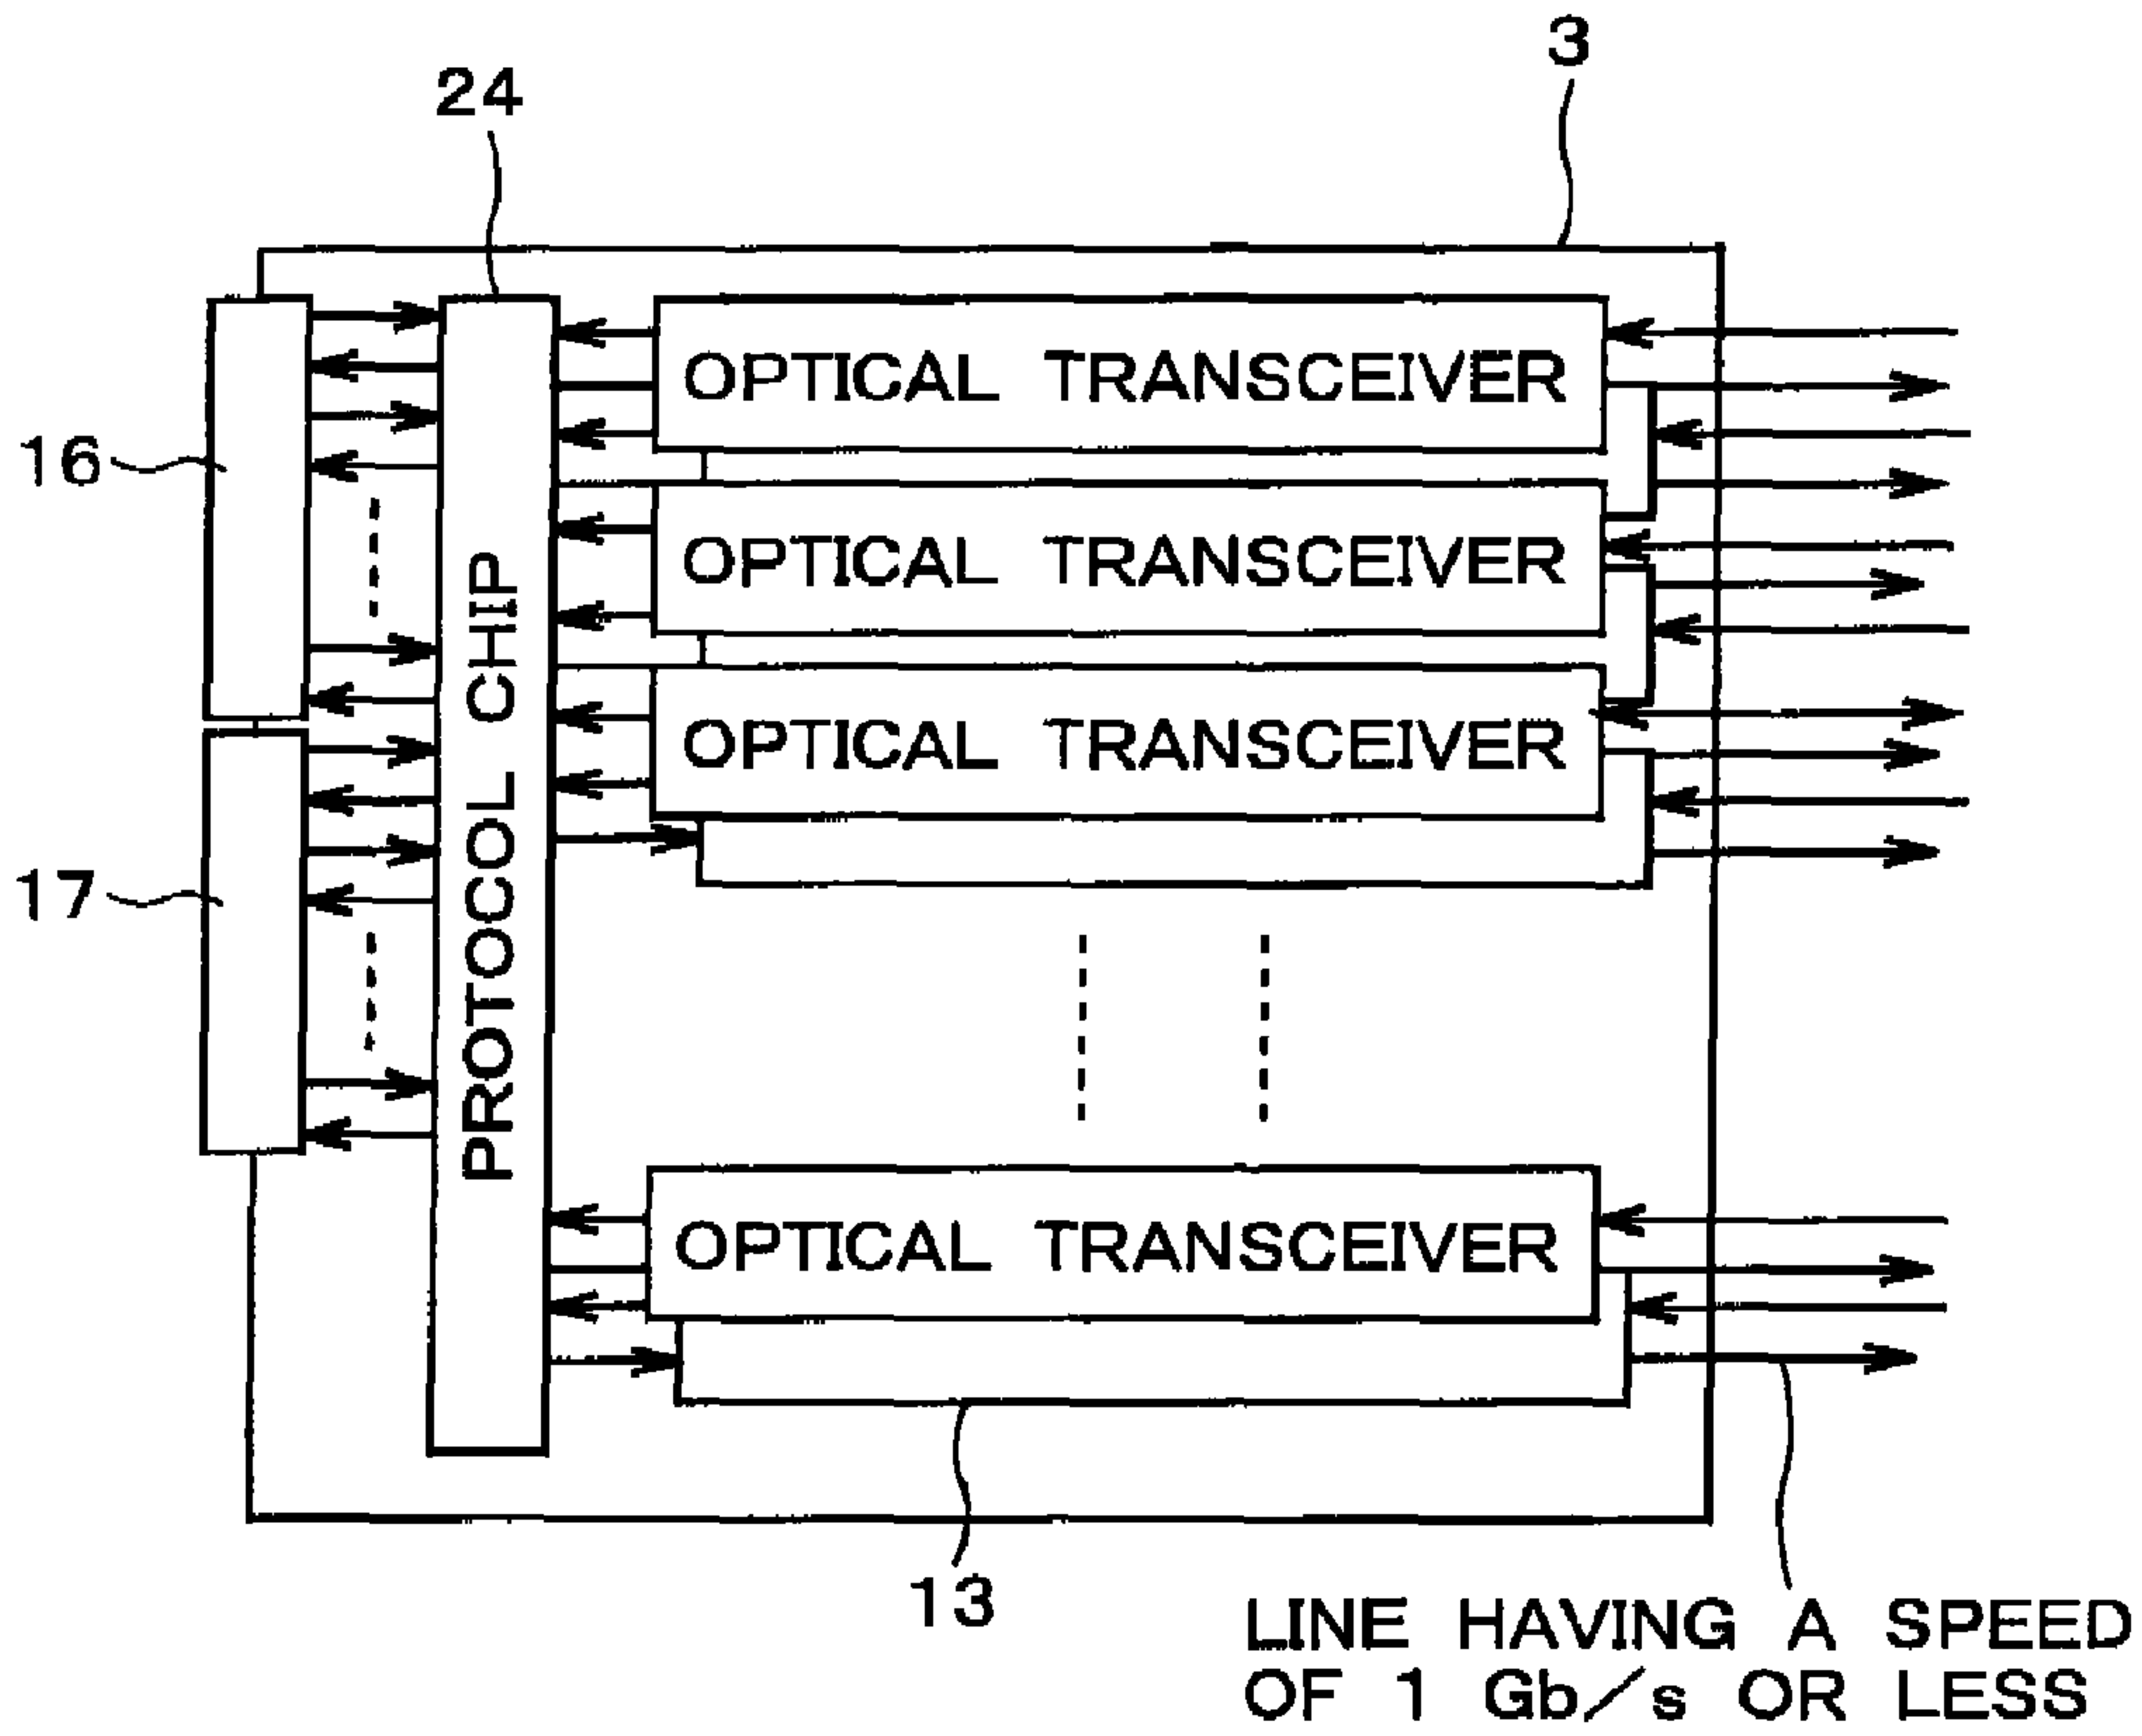 3
24
OPTICAL TRANSCEIVER
16
OPTICAL TRANSCEIVER
PROTOCOL CHIP
OPTICAL TRANSCEIVER
17
OPTICAL TRANSCEIVER
13
LINE HAVING A SPEED
OF 1 Gb/s OR LESS